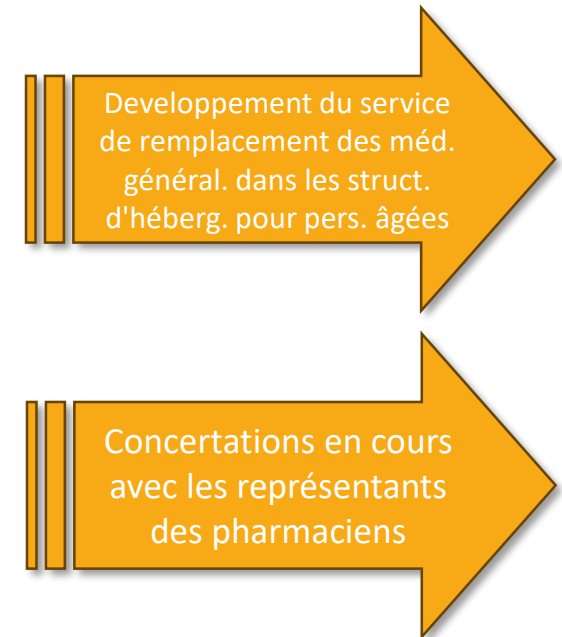 Developpement du service
de remplacement des méd.
général. dans les struct.
d'héberg. pour pers. âgées
Concertations en cours
avec les représentants
des pharmaciens